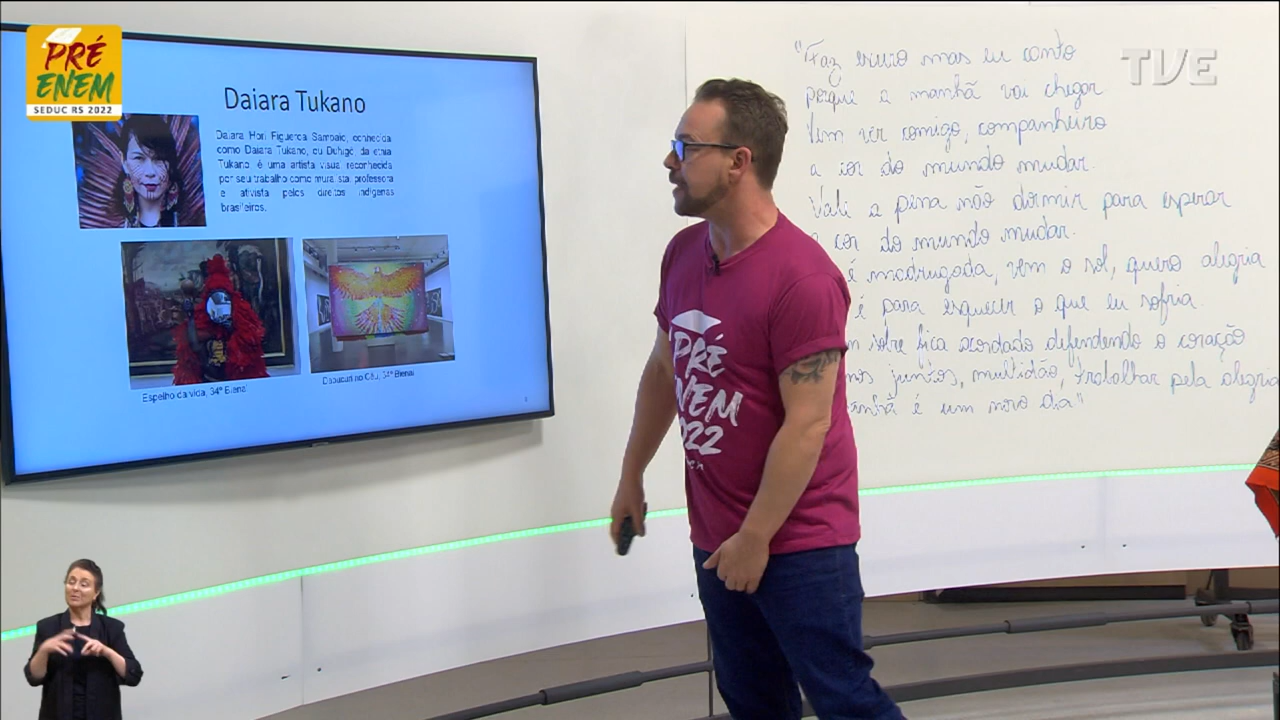 PRÉ
ENEM
SEDUC RS 2022
TVE
Daiara Tukano
Daiara Hori Figueroa Sampaio, conhecida
como Daiara Tukano, ou Duhigô, da etnia
Tukano, é uma artista visual reconhecida
por seu trabalho como muralista, professora
e ativista pelos direitos indígenas
brasileiros.
Espelho da vida, 34ª Bienal
Dabucuri no Céu, 34ª Bienal
"Faz escuro mas eu canto
porque a manhã vai chegar
Vem ver comigo, companheiro
a cor do mundo mudar.
Vale a pena não dormir para esperar
a cor do mundo mudar.
é madrugada, vem o sol, quero alegria
é para esquecer o que eu sofria.
sofre fica acordado defendendo o coração
juntos, multidão, trabalhar pela alegria
é um novo dia"
PRÉ
ENEM
2022